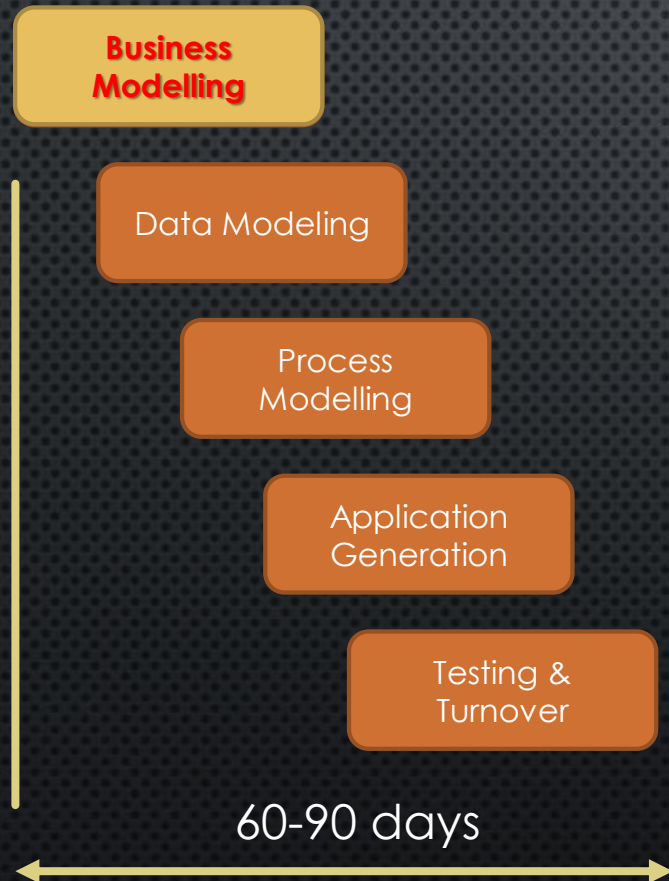 Business
Modelling
Data Modeling
Process
Modelling
Application
Generation
Testing &
Turnover
60-90 days